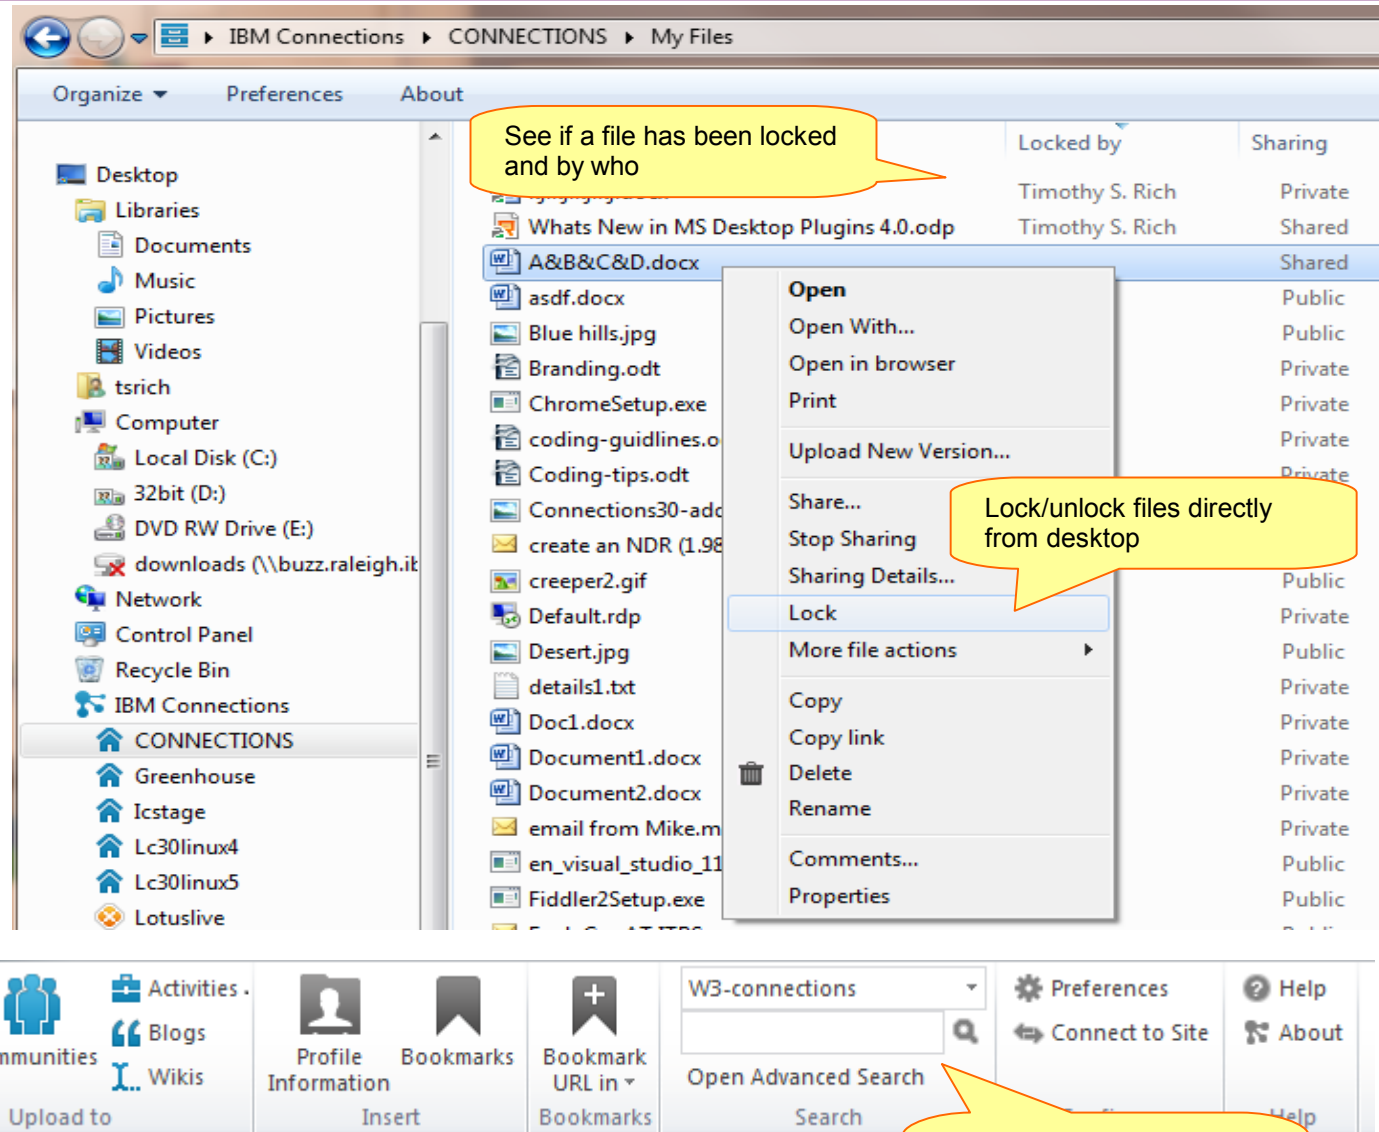 IBM Connections ▸ CONNECTIONS ▸ My Files
Organize Preferences About
See if a file has been locked
and by who
Locked by Sharing
Desktop
Libraries
Documents
Music
Pictures
Videos
tsrich
Computer
Local Disk (C:)
32bit (D:)
DVD RW Drive (E:)
downloads (\\buzz.raleigh.it
Network
Control Panel
Recycle Bin
IBM Connections
CONNECTIONS
Greenhouse
Icstage
Lc30linux4
Lc30linux5
Lotuslive
Timothy S. Rich Private
Whats New in MS Desktop Plugins 4.0.odp Timothy S. Rich Shared
A&B&C&D.docx Shared
asdf.docx Public
Blue hills.jpg Public
Branding.odt Private
ChromeSetup.exe Private
coding-guidlines.o Private
Coding-tips.odt Private
Connections30-add
create an NDR (1.98
creeper2.gif Public
Default.rdp Private
Desert.jpg Public
details1.txt Private
Doc1.docx Private
Document1.docx Private
Document2.docx Private
email from Mike.m Private
en_visual_studio_11 Public
Fiddler2Setup.exe Public
Open
Open With...
Open in browser
Print
Upload New Version...
Share...
Stop Sharing
Sharing Details...
Lock
More file actions
Copy
Copy link
Delete
Rename
Comments...
Properties
Lock/unlock files directly
from desktop
mmunities
Activities
Blogs
Wikis
Upload to
Profile
Information
Bookmarks
Insert
Bookmark
URL in
Bookmarks
W3-connections
Open Advanced Search
Search
Preferences
Connect to Site
Help
About
Help